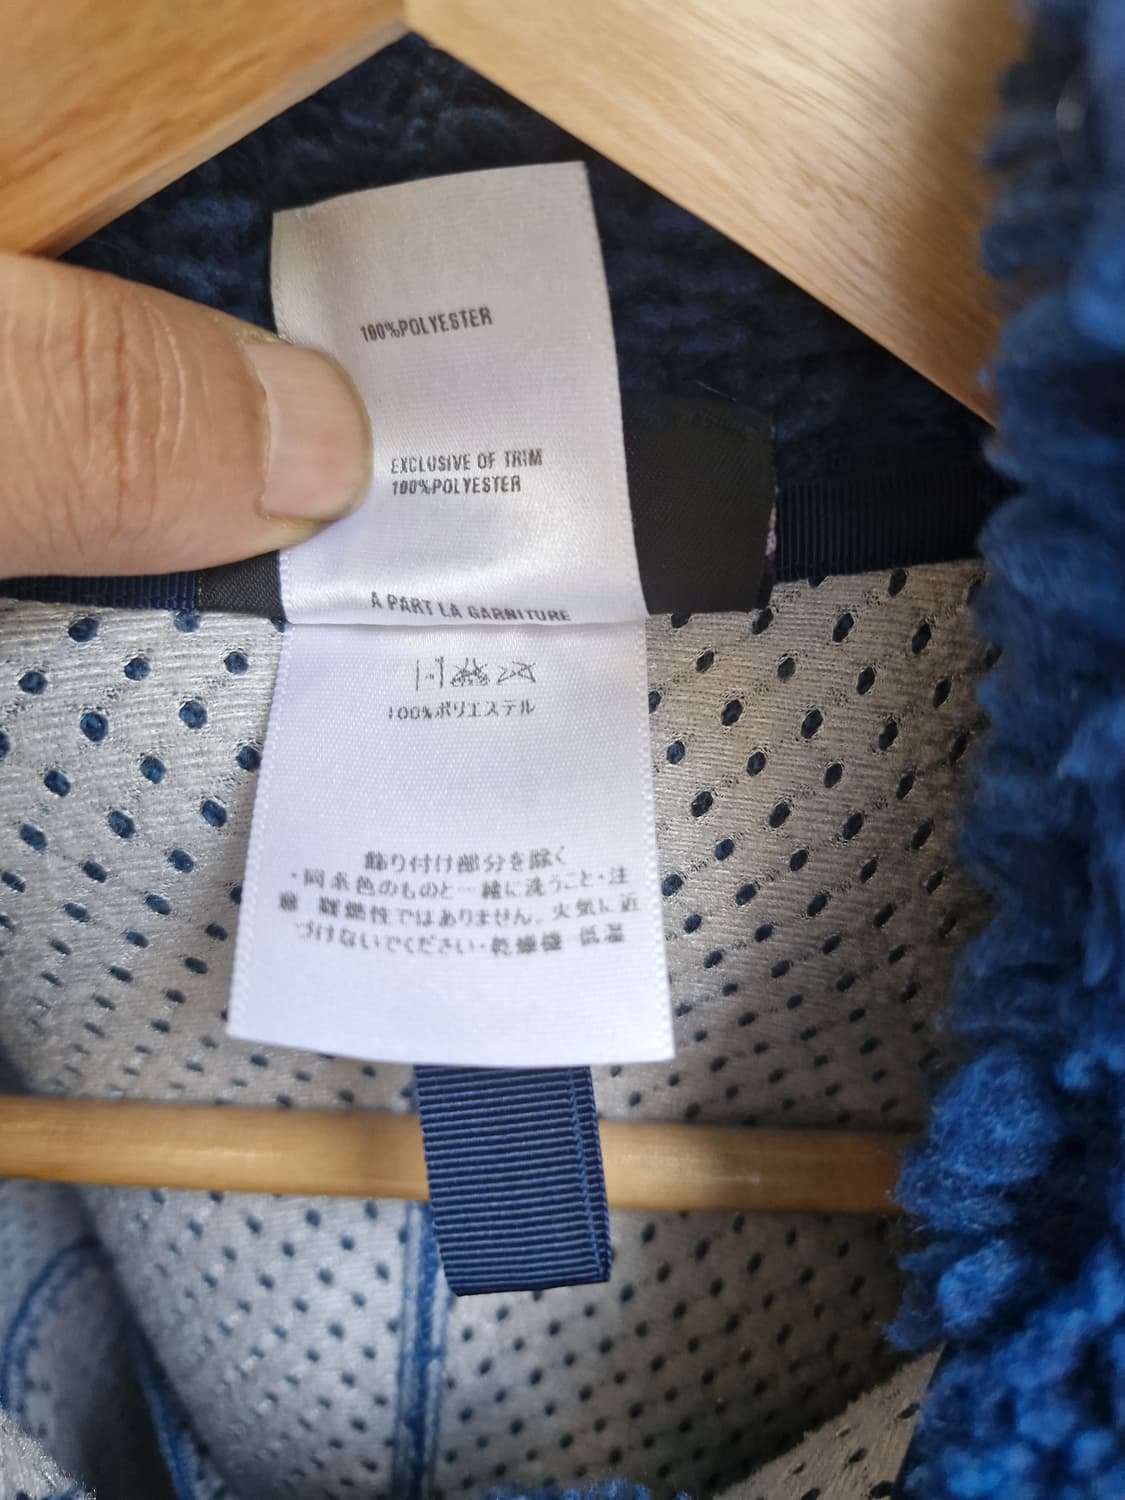 100%POLYESTER
EXCLUSIVE OF TRIM
100%POLYESTER
A PART LA GARNITURE
100%ポリエステル
飾り付け部分を除く
・同系色のものと一緒に洗うこと・注
燃性ではありません。火気に近
づけないでください・乾燥機 低温